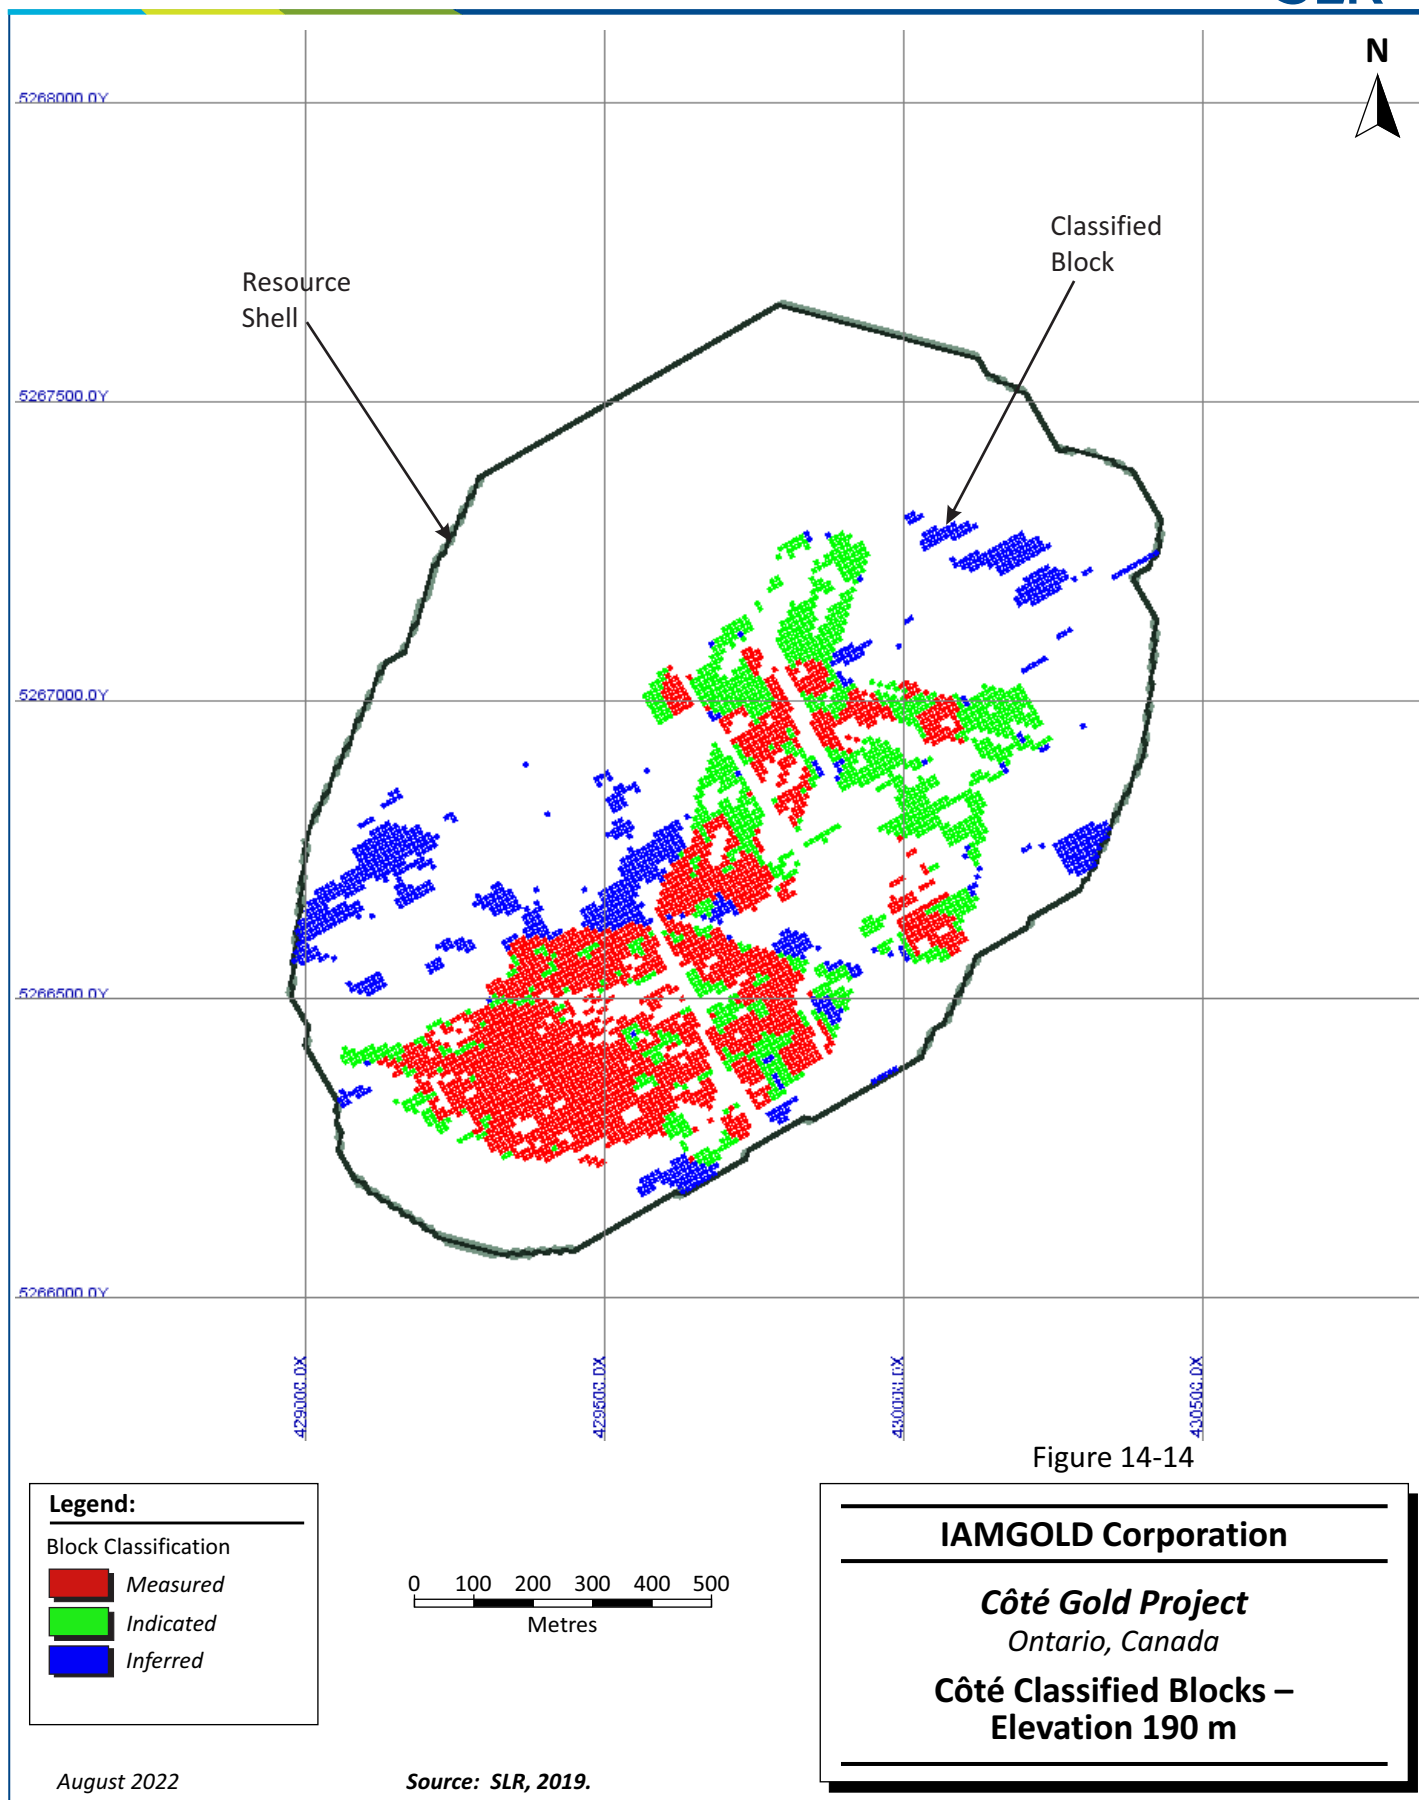 N
5268000.0Y
Classified
Block
Resource
Shell
5267500.0Y
5267000.0Y
5266500.0Y
5266000.0Y
429000.0X
429500.0X
430000.0X
430500.0X
Figure 14-14
Legend:
Block Classification
Measured
Indicated
Inferred
0 100 200 300 400 500
Metres
IAMGOLD Corporation
Côté Gold Project
Ontario, Canada
Côté Classified Blocks –
Elevation 190 m
August 2022
Source: SLR, 2019.